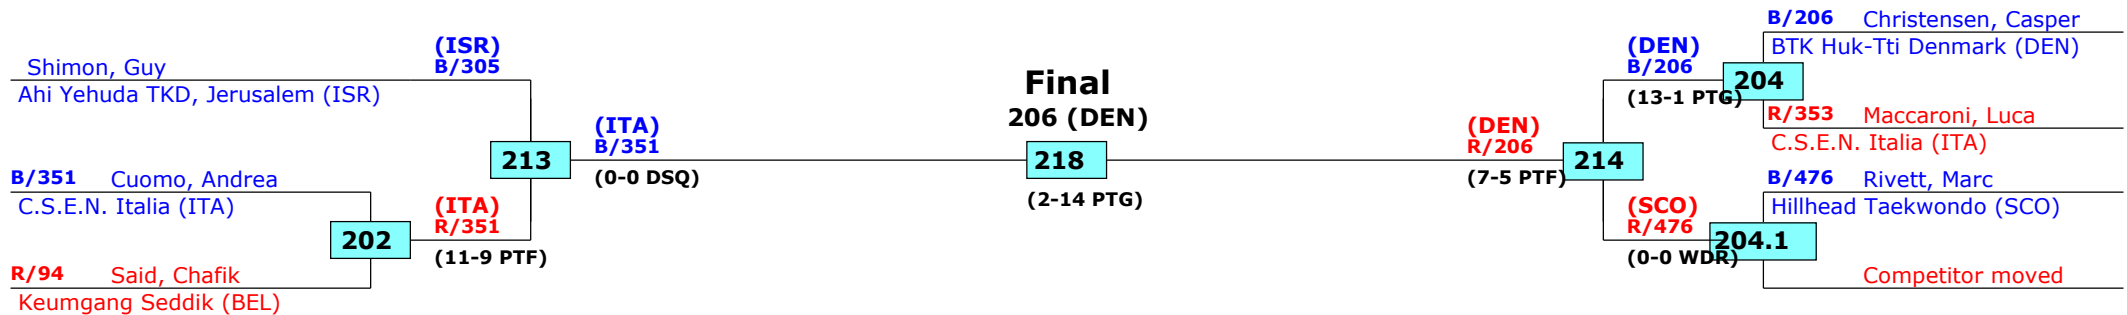 Shimon, Guy
Ahi Yehuda TKD, Jerusalem (ISR)
B/351 Cuomo, Andrea
C.S.E.N. Italia (ITA)
202
R/94 Said, Chafik
Keumgang Seddik (BEL)
(ISR)
B/305
213
(ITA)
R/351
(11-9 PTF)
(ITA)
B/351
(0-0 DSQ)
Final
206 (DEN)
218
(2-14 PTG)
(DEN)
R/206
(7-5 PTF)
214
(DEN)
B/206
(13-1 PTG)
204
(SCO)
R/476
(0-0 WDR)
204.1
B/206 Christensen, Casper
BTK Huk-Tti Denmark (DEN)
R/353 Maccaroni, Luca
C.S.E.N. Italia (ITA)
B/476 Rivett, Marc
Hillhead Taekwondo (SCO)
Competitor moved